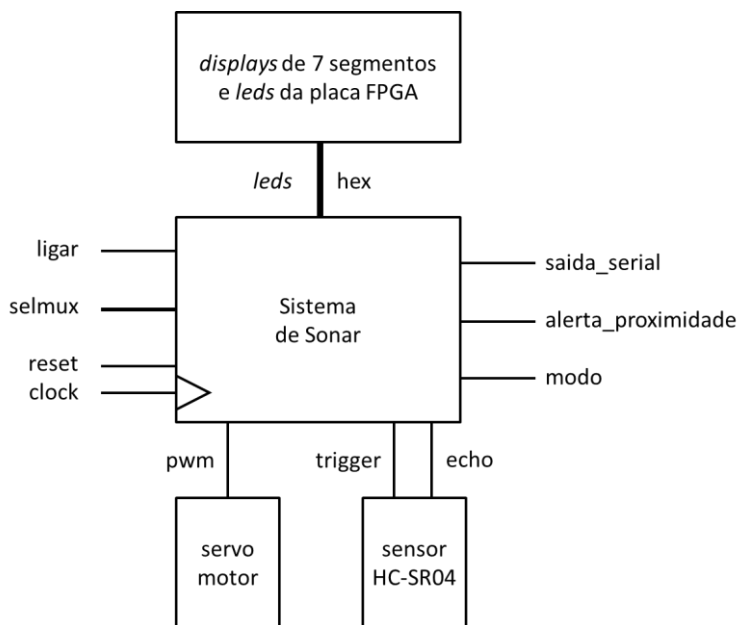 displays de 7 segmentos
e leds da placa FPGA
leds hex
ligar
selmux
reset
clock
Sistema
de Sonar
saida_serial
alerta_proximidade
modo
pwm
trigger echo
servo
motor
sensor
HC-SR04